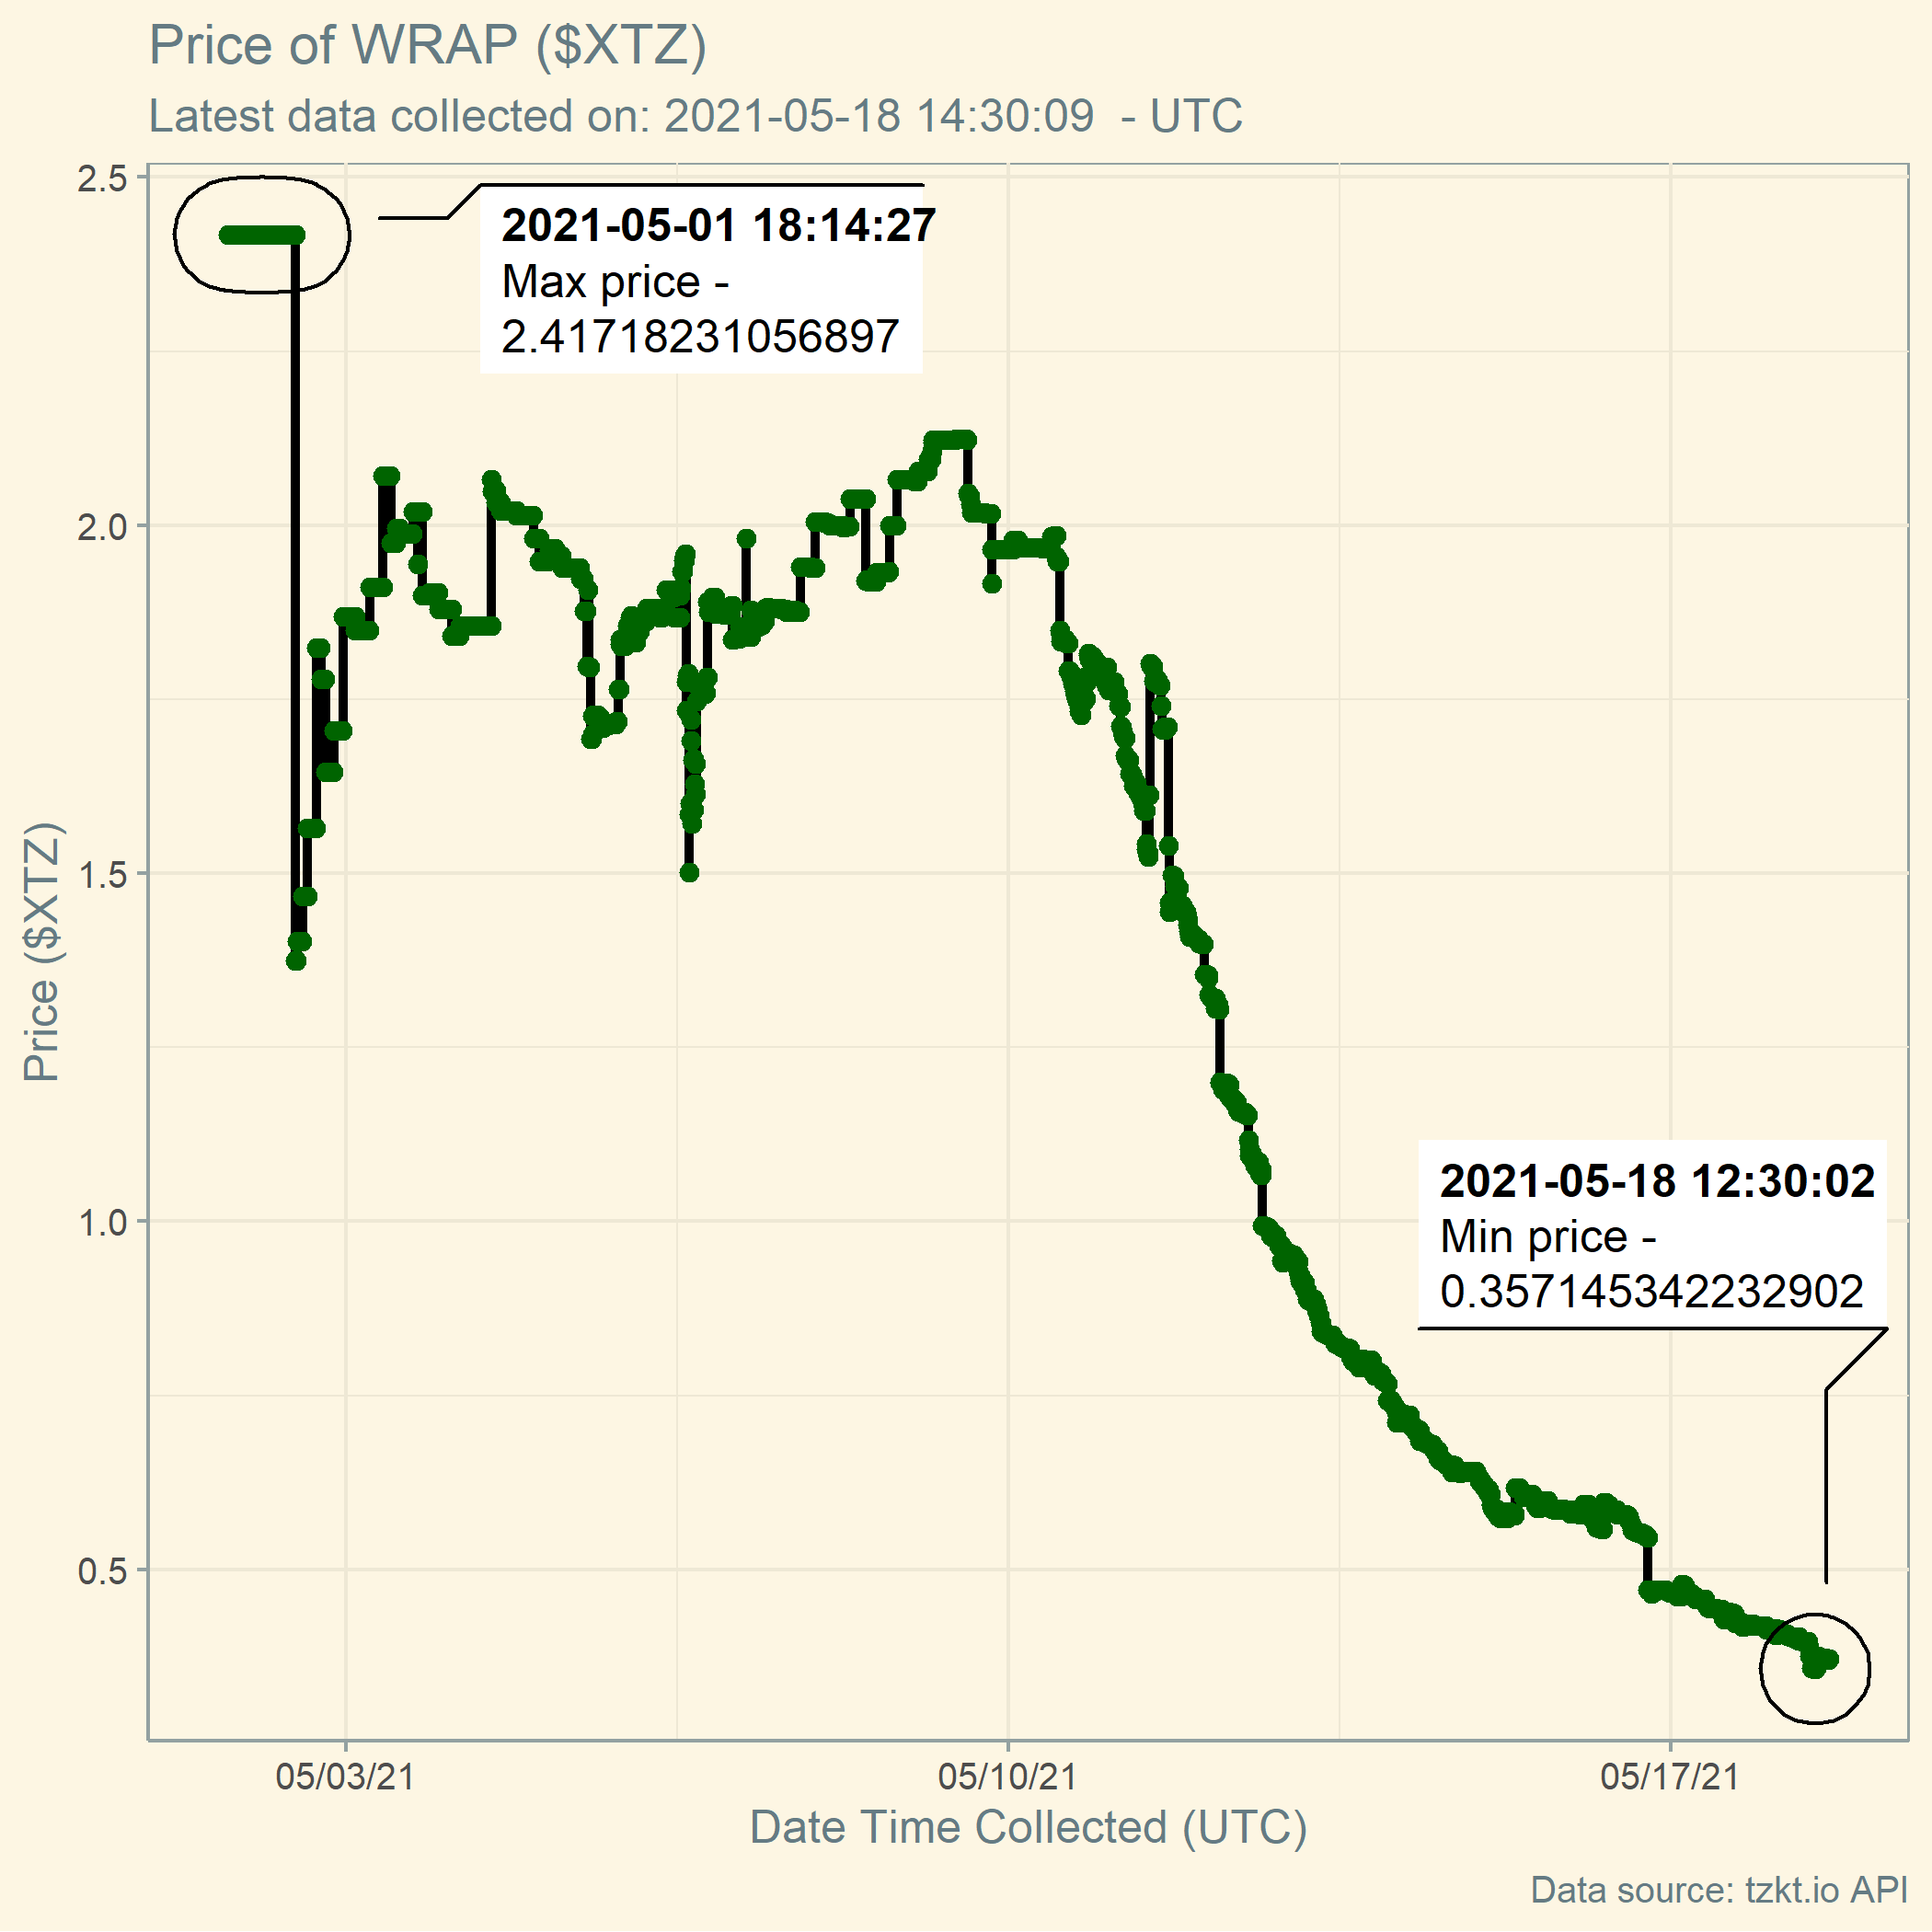 Price of WRAP ($XTZ)
Latest data collected on: 2021-05-18 14:30:09  - UTC
2.5
2021-05-01 18:14:27
Max price -
2.41718231056897
2.0
1.5
Price ($XTZ)
1.0
2021-05-18 12:30:02
Min price -
0.357145342232902
0.5
05/03/21
05/10/21
05/17/21
Date Time Collected (UTC)
Data source: tzkt.io API